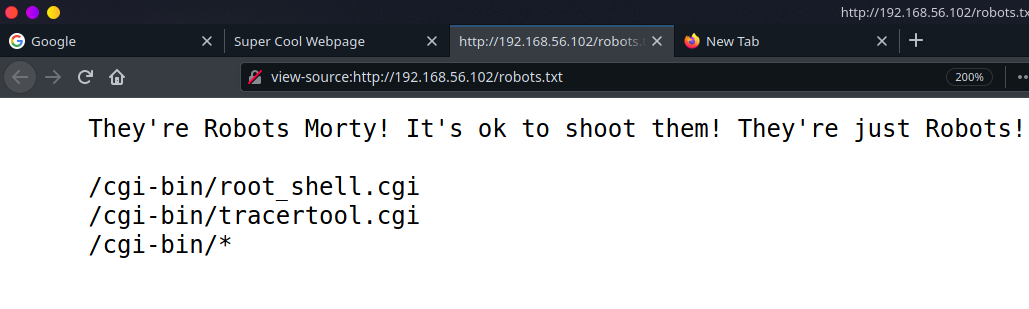 http://192.168.56.102/robots.tx
Google
Super Cool Webpage
http://192.168.56.102/robots.
New Tab
view-source:http://192.168.56.102/robots.txt
200%
They're Robots Morty! It's ok to shoot them! They're just Robots!
/cgi-bin/root_shell.cgi
/cgi-bin/tracertool.cgi
/cgi-bin/*